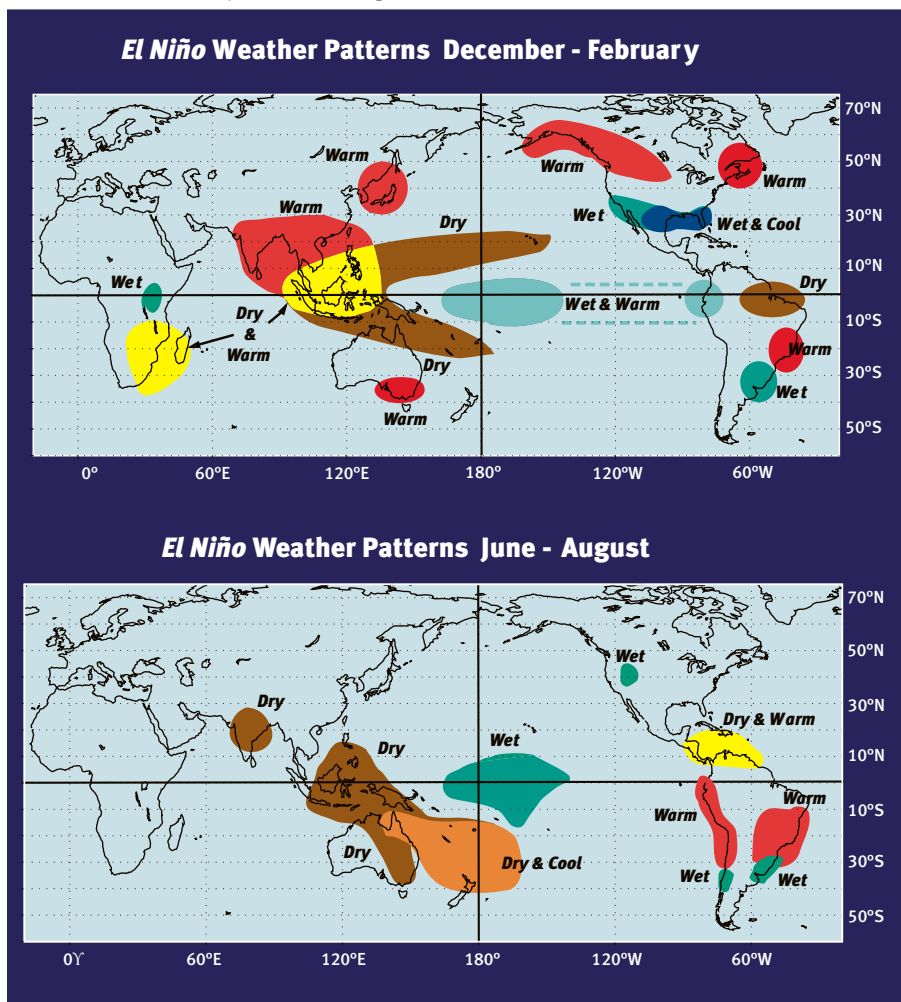 El Niño Weather Patterns December - February
70°N
Warm
50°N
Warm
Warm
Warm
Wet
Wet & Cool
30°N
Dry
10°N
Wet
Dry
Wet & Warm
Dry & Warm
10°S
Warm
Dry
30°S
Wet
Warm
50°S
0°
60°E
120°E
180°
120°W
60°W
El Niño Weather Patterns June - August
70°N
50°N
Wet
30°N
Dry
Dry & Warm
Dry
Wet
10°N
Warm
Warm
10°S
Dry
Dry & Cool
30°S
Wet
Wet
50°S
0ϒ
60°E
120°E
180°
120°W
60°W